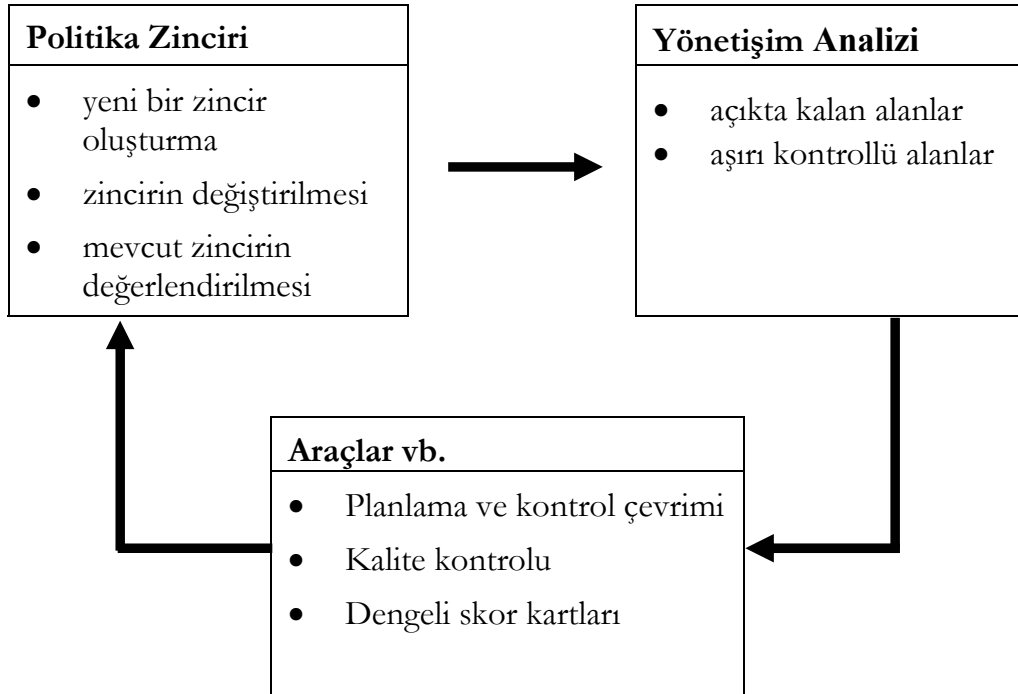 Politika Zinciri
• yeni bir zincir
oluşturma
• zincirin değiştirilmesi
• mevcut zincirin
değerlendirilmesi
Yönetişim Analizi
• açıkta kalan alanlar
• aşırı kontrollü alanlar
Araçlar vb.
• Planlama ve kontrol çevrimi
• Kalite kontrolu
• Dengeli skor kartları